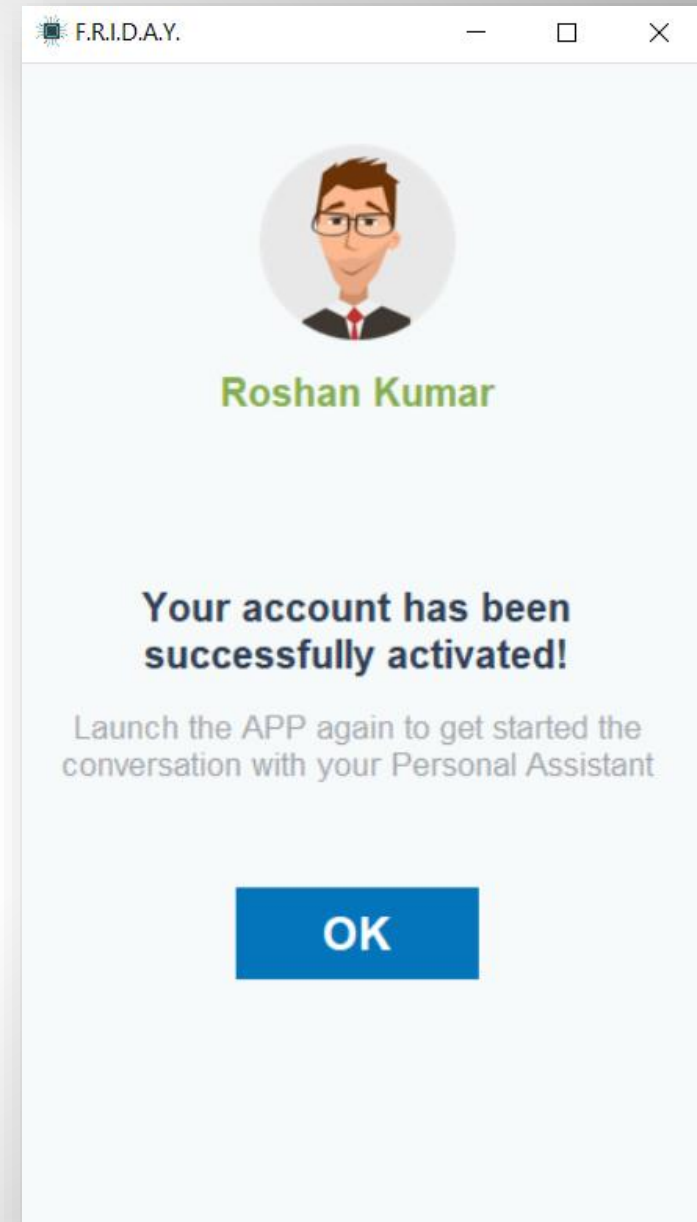 F.R.I.D.A.Y.
Roshan Kumar
Your account has been
successfully activated!
Launch the APP again to get started the
conversation with your Personal Assistant
OK